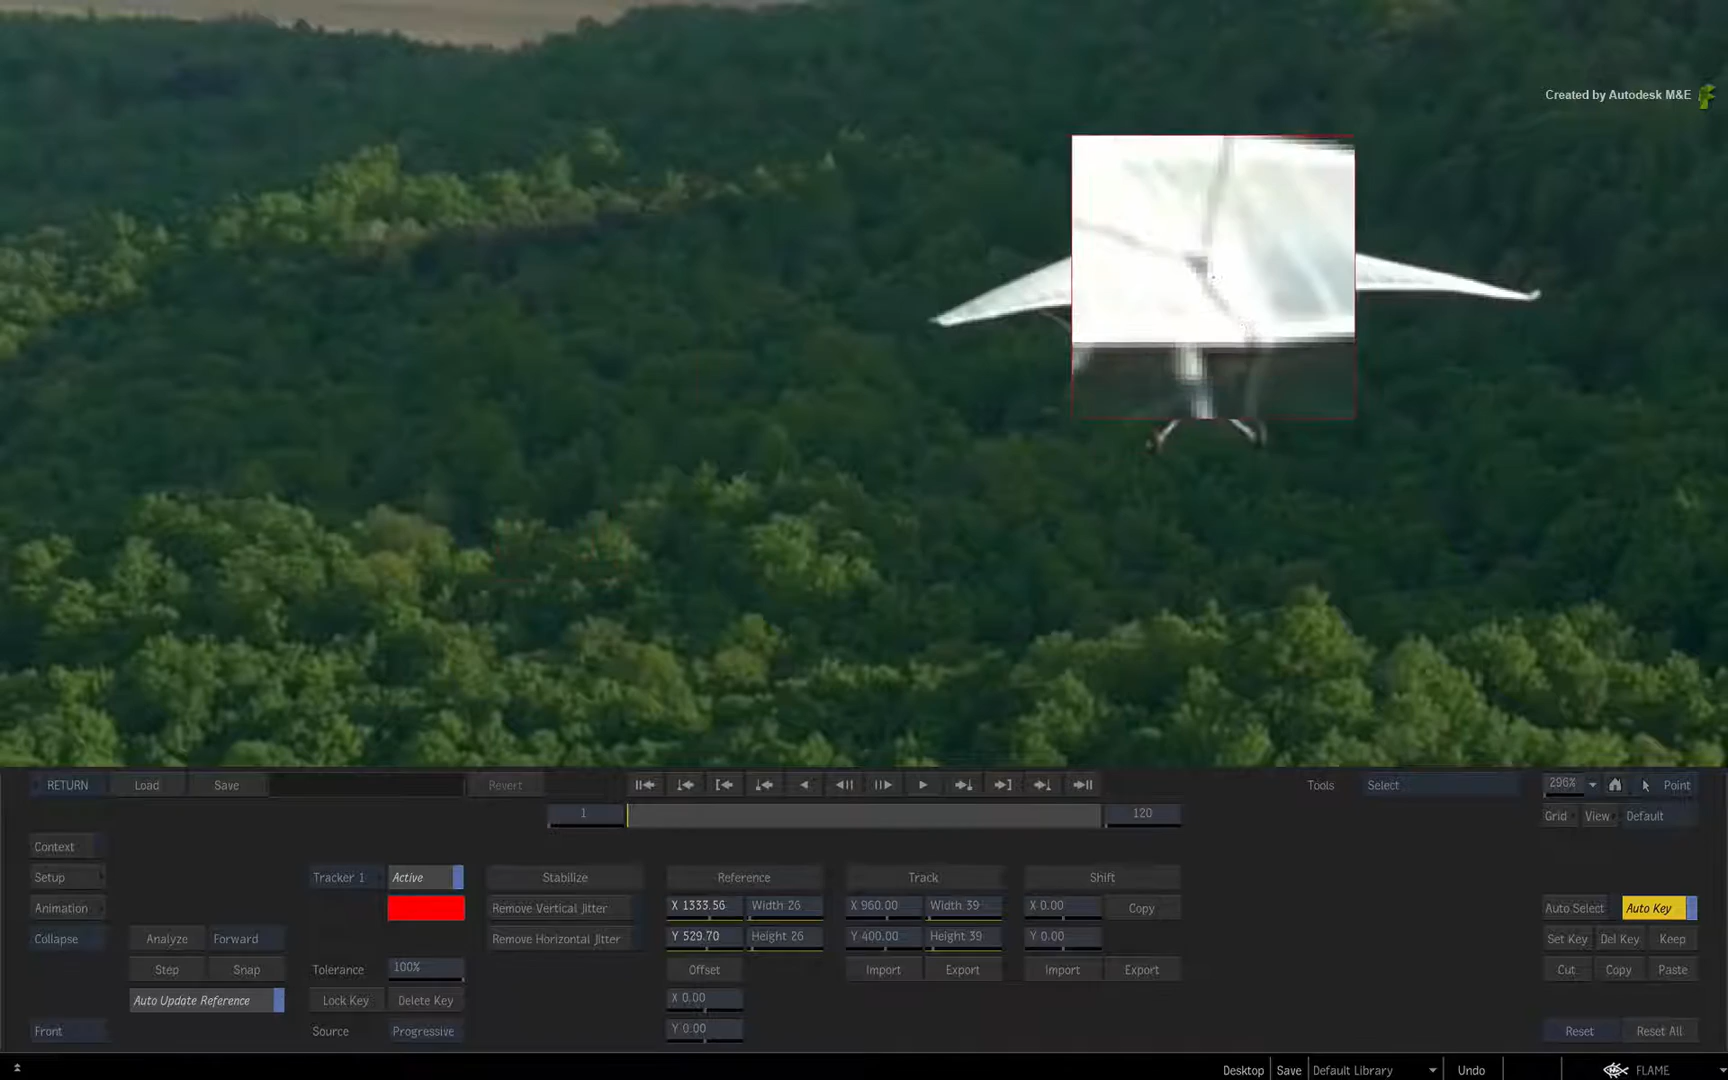 Created by Autodesk M&E
RETURN Load Save Revert Tools Select 296% Point
1 120 Grid View Default
Context
Setup Tracker 1 Active Stabilize Reference Track Shift
Animation Remove Vertical Jitter X 1333.56 Width 26 X 960.00 Width 39 X 0.00 Copy Auto Select Auto Key
Collapse Analyze Forward Remove Horizontal Jitter Y 529.70 Height 26 Y 400.00 Height 39 Y 0.00 Set Key Del Key Keep
Step Snap Tolerance 100% Offset Import Export Import Export Cut Copy Paste
Auto Update Reference Lock Key Delete Key X 0.00
Front Source Progressive Y 0.00 Reset Reset All
Desktop Save Default Library Undo FLAME